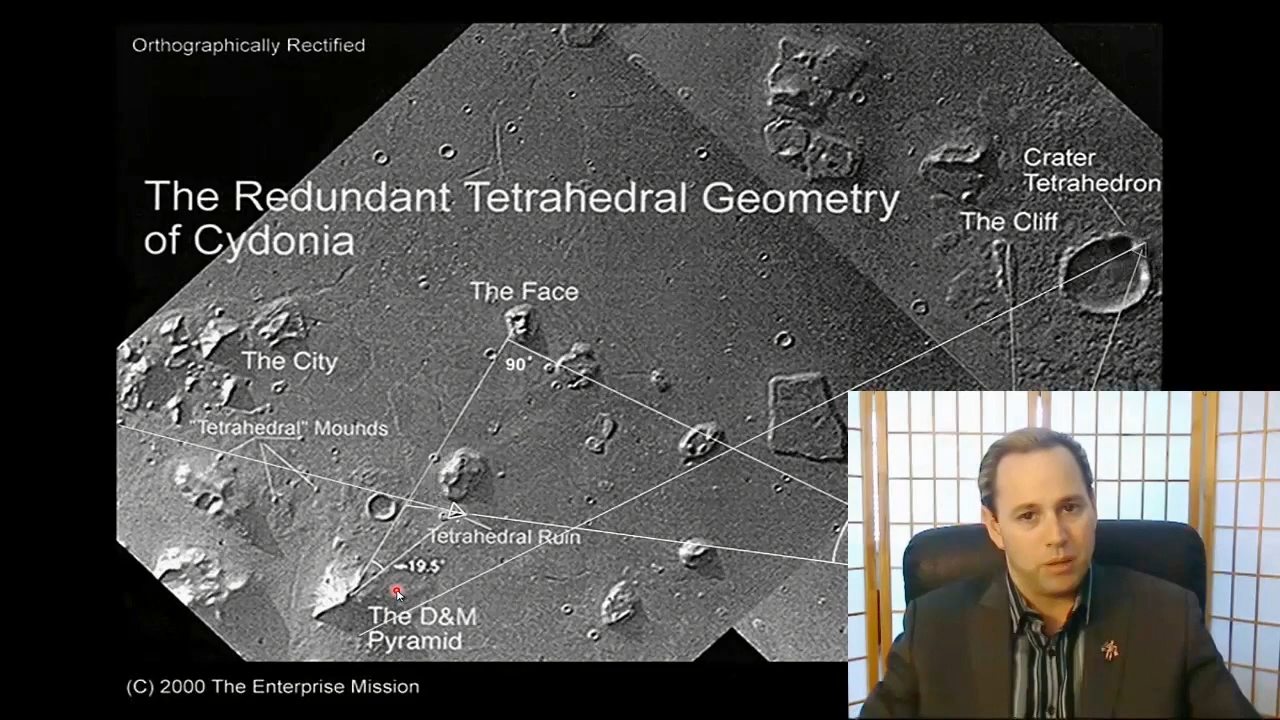 Orthographically Rectified
The Redundant Tetrahedral Geometry
of Cydonia
Crater
Tetrahedron
The Cliff
The Face
90°
The City
"Tetrahedral" Mounds
Tetrahedral Ruin
19.5°
The D&M
Pyramid
(C) 2000 The Enterprise Mission